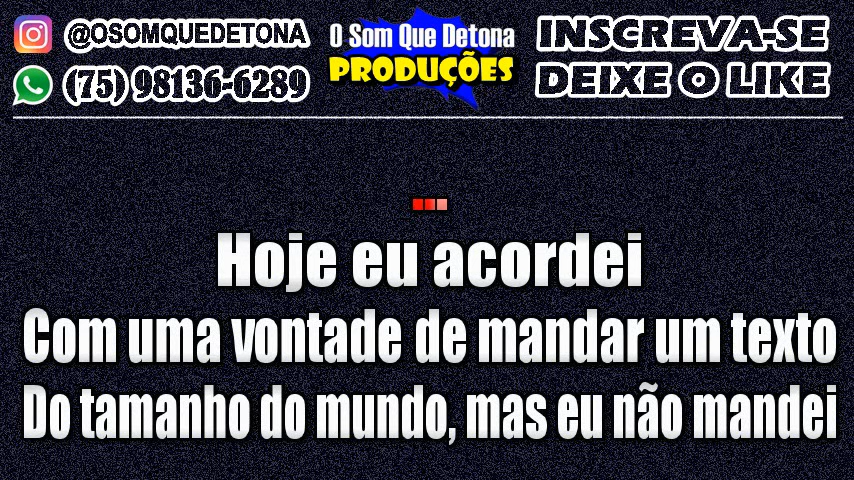 @OSOMQUEDETONA
(75) 98136-6289
O Som Que Detona
PRODUÇÕES
INSCREVA-SE
DEIXE O LIKE
Hoje eu acordei
Com uma vontade de mandar um texto
Do tamanho do mundo, mas eu não mandei